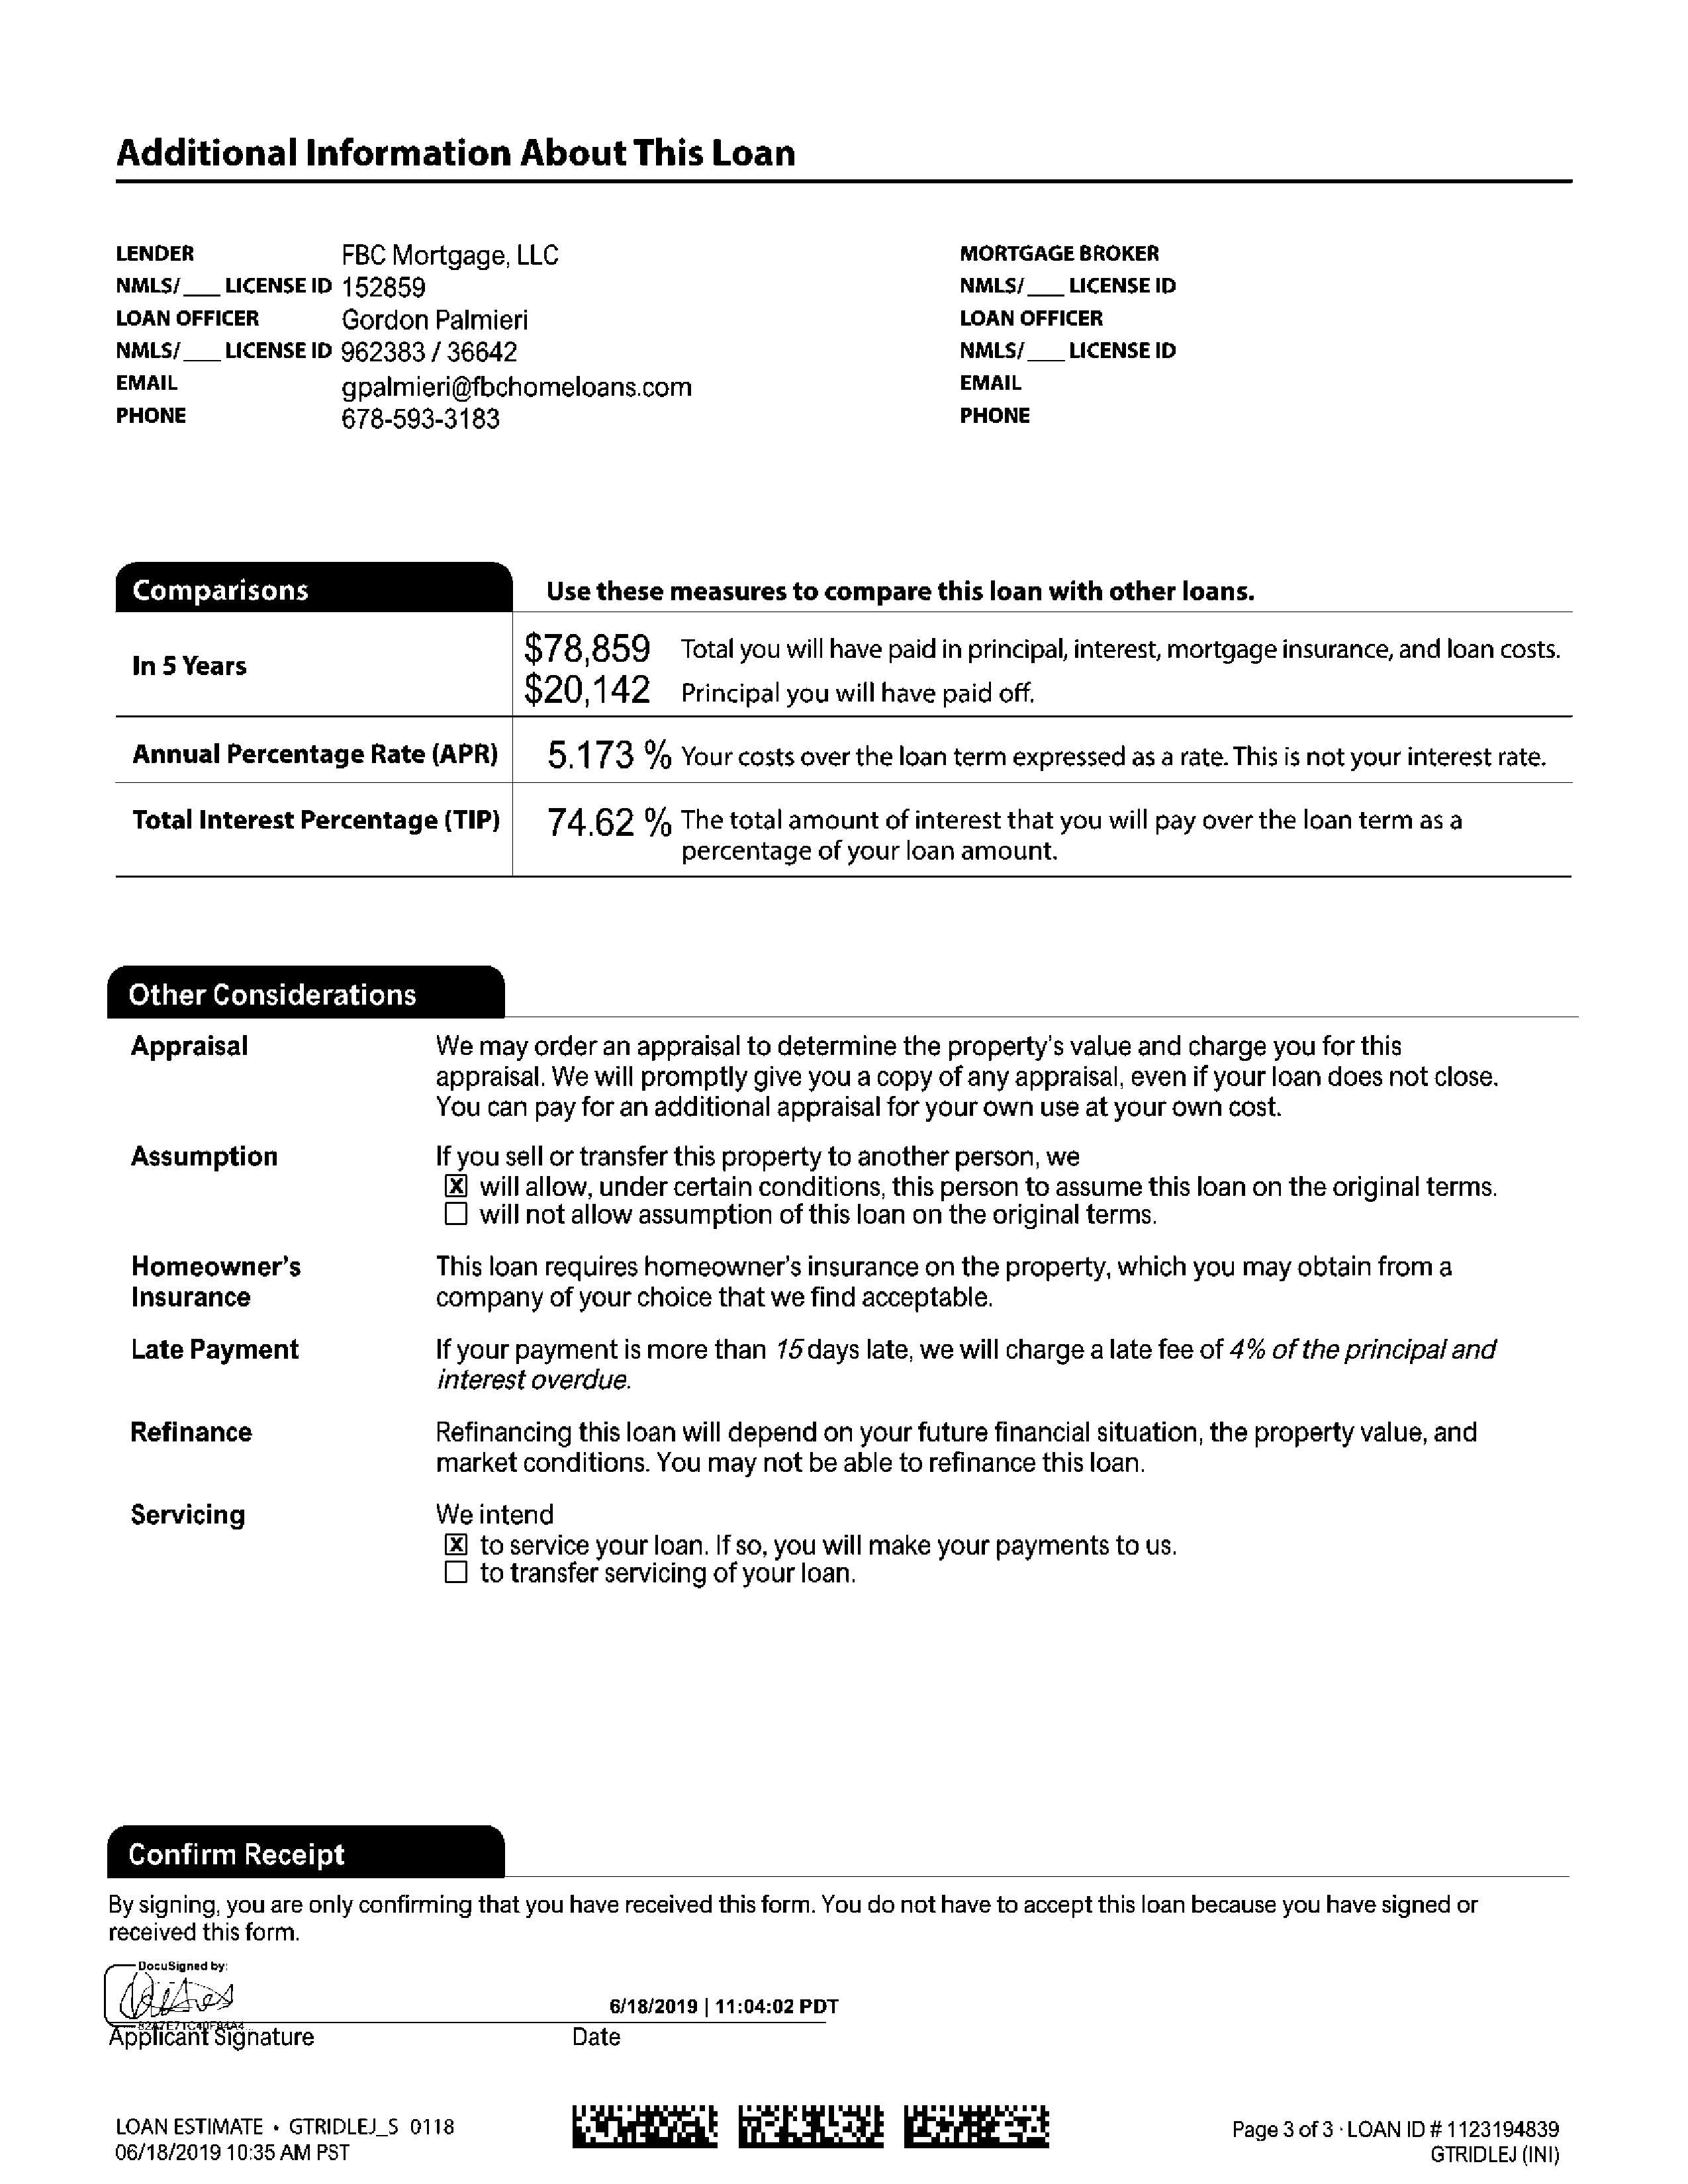 Additional Information About This Loan
LENDER FBC Mortgage, LLC
NMLS/___ LICENSE ID 152859
LOAN OFFICER Gordon Palmieri
NMLS/___ LICENSE ID 962383 / 36642
EMAIL gpalmieri@fbchomeloans.com
PHONE 678-593-3183
MORTGAGE BROKER
NMLS/___ LICENSE ID
LOAN OFFICER
NMLS/___ LICENSE ID
EMAIL
PHONE
Comparisons Use these measures to compare this loan with other loans.
In 5 Years
$78,859 Total you will have paid in principal, interest, mortgage insurance, and loan costs.
$20,142 Principal you will have paid off.
Annual Percentage Rate (APR) 5.173 % Your costs over the loan term expressed as a rate. This is not your interest rate.
Total Interest Percentage (TIP) 74.62 % The total amount of interest that you will pay over the loan term as a
percentage of your loan amount.
Other Considerations
Appraisal We may order an appraisal to determine the property's value and charge you for this
appraisal. We will promptly give you a copy of any appraisal, even if your loan does not close.
You can pay for an additional appraisal for your own use at your own cost.
Assumption If you sell or transfer this property to another person, we
[X] will allow, under certain conditions, this person to assume this loan on the original terms.
[ ] will not allow assumption of this loan on the original terms.
Homeowner's This loan requires homeowner's insurance on the property, which you may obtain from a
Insurance company of your choice that we find acceptable.
Late Payment If your payment is more than 15 days late, we will charge a late fee of 4% of the principal and
interest overdue.
Refinance Refinancing this loan will depend on your future financial situation, the property value, and
market conditions. You may not be able to refinance this loan.
Servicing We intend
[X] to service your loan. If so, you will make your payments to us.
[ ] to transfer servicing of your loan.
Confirm Receipt
By signing, you are only confirming that you have received this form. You do not have to accept this loan because you have signed or
received this form.
DocuSigned by:
6/18/2019 | 11:04:02 PDT
Applicant Signature Date
LOAN ESTIMATE • GTRIDLEJ_S 0118
06/18/2019 10:35 AM PST
Page 3 of 3 · LOAN ID # 1123194839
GTRIDLEJ (INI)